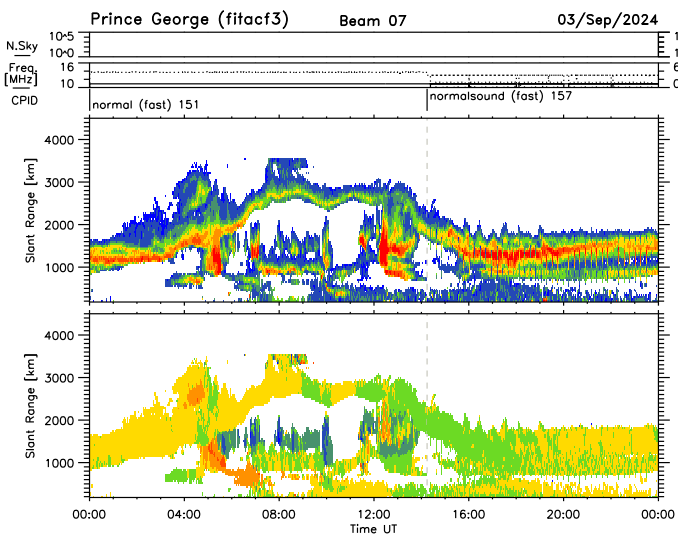 Prince George (fitacf3) Beam 07 03/Sep/2024
10^5 1
N.Sky
10^0 1
Freq. 16 6
[MHz] 10 0
CPID normal (fast) 151 normalsound (fast) 157
4000
3000
2000
1000
Slant Range [km]
4000
3000
2000
1000
Slant Range [km]
00:00 04:00 08:00 12:00 16:00 20:00 00:00
Time UT